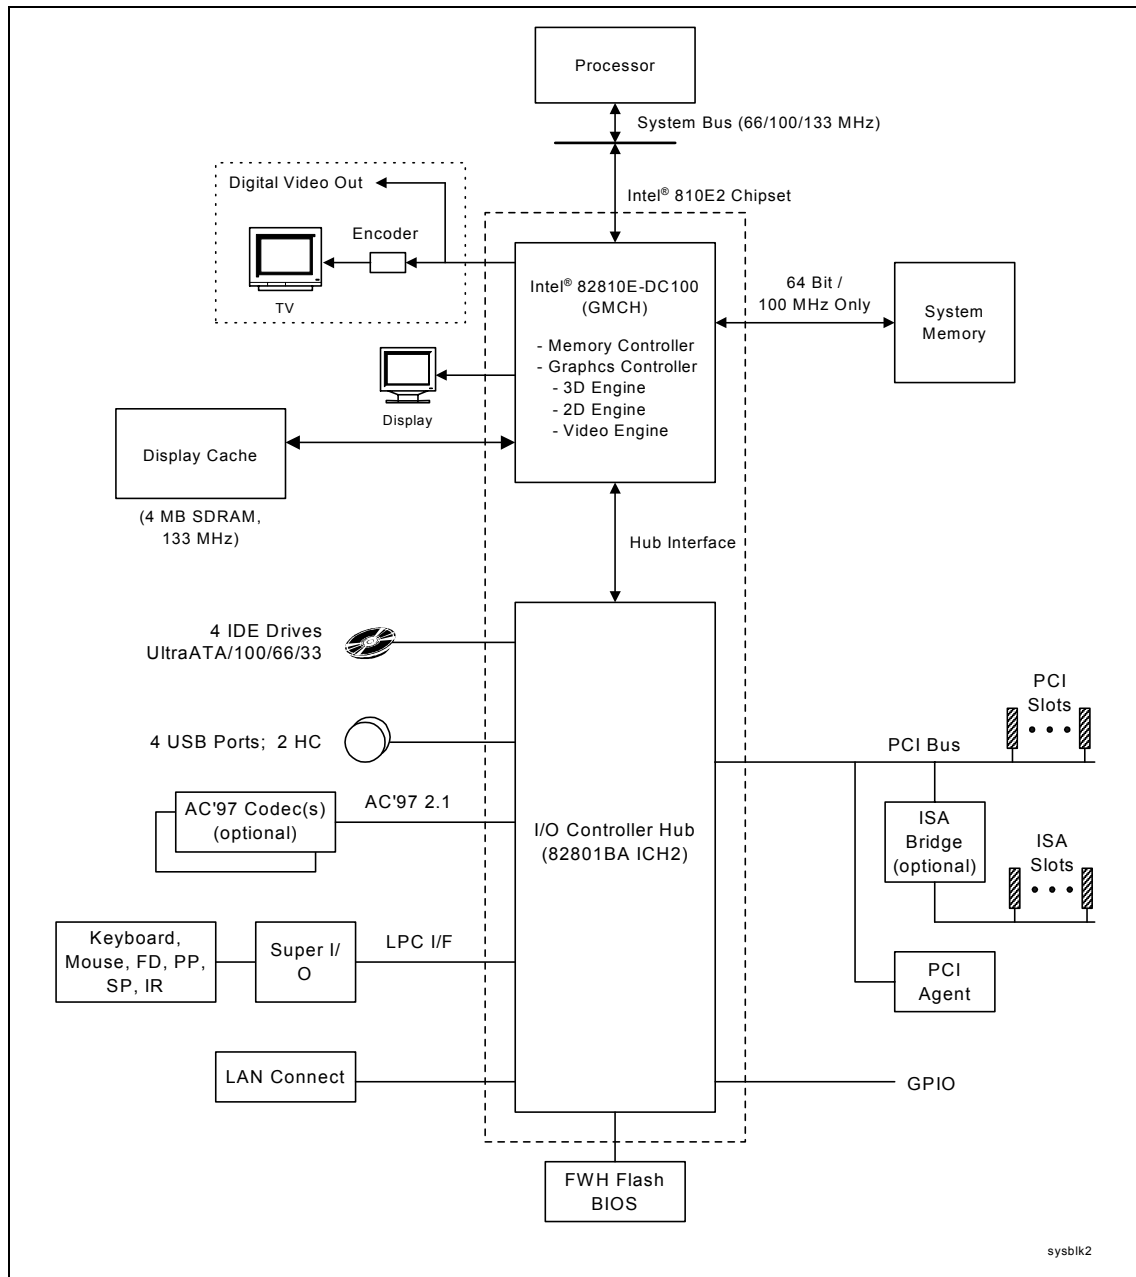 Processor
System Bus (66/100/133 MHz)
Intel® 810E2 Chipset
Digital Video Out
Encoder
TV
Intel® 82810E-DC100
(GMCH)
- Memory Controller
- Graphcs Controller
- 3D Engine
- 2D Engine
- Video Engine
64 Bit /
100 MHz Only
System
Memory
Display
Display Cache
(4 MB SDRAM,
133 MHz)
Hub Interface
4 IDE Drives
UltraATA/100/66/33
4 USB Ports; 2 HC
AC'97 Codec(s)
(optional)
AC'97 2.1
I/O Controller Hub
(82801BA ICH2)
PCI
Slots
PCI Bus
ISA
Bridge
(optional)
ISA
Slots
Keyboard,
Mouse, FD, PP,
SP, IR
Super I/
O
LPC I/F
PCI
Agent
LAN Connect
GPIO
FWH Flash
BIOS
sysblk2